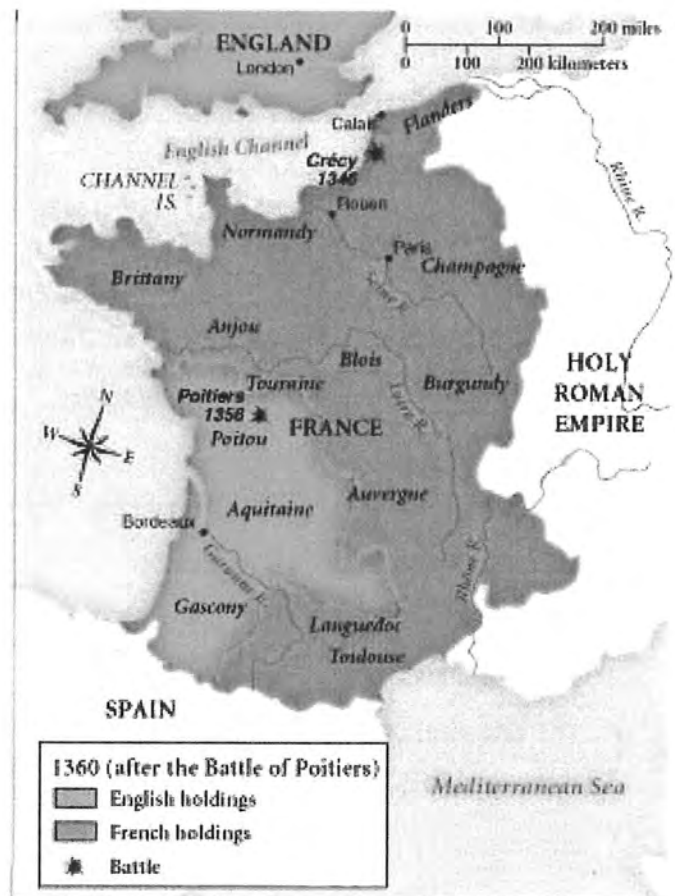 0 100 200 miles
0 100 200 kilometers
ENGLAND
London
Calais
Flanders
English Channel
Crécy
1346
CHANNEL
IS.
Rouen
Normandy
Rhine R.
Paris
Champagne
Brittany
Seine R.
Anjou
Blois
HOLY
ROMAN
EMPIRE
Touraine
Loire R.
Burgundy
Poitiers
1356
N
W
E
S
FRANCE
Poitou
Auvergne
Aquitaine
Bordeaux
Garonne R.
Rhône R.
Gascony
Languedoc
Toulouse
SPAIN
1360 (after the Battle of Poitiers)
English holdings
French holdings
Battle
Mediterranean Sea